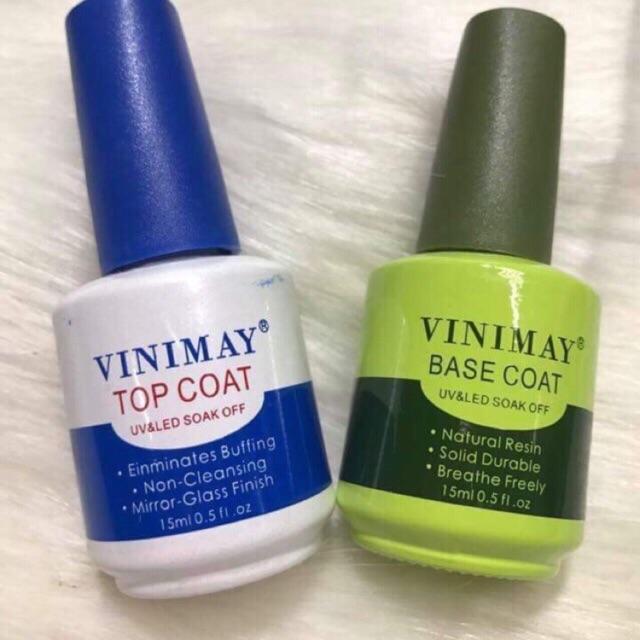 VINIMAY®
TOP COAT
UV&LED SOAK OFF
• Einminates Buffing
• Non-Cleansing
• Mirror-Glass Finish
15ml 0.5 fl.oz
VINIMAY®
BASE COAT
UV&LED SOAK OFF
• Natural Resin
• Solid Durable
• Breathe Freely
15ml 0.5 fl.oz